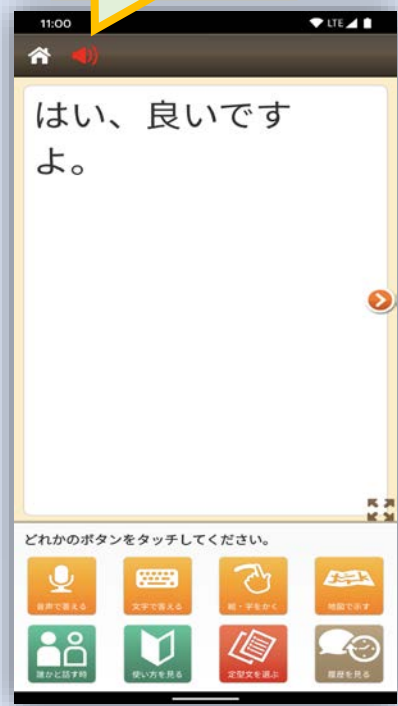 11:00 LTE
はい、良いです
よ。
どれかのボタンをタッチしてください。
音声で答える 文字で答える 絵・字をかく 地図で示す
誰かと話す時 使い方を見る 定型文を選ぶ 履歴を見る